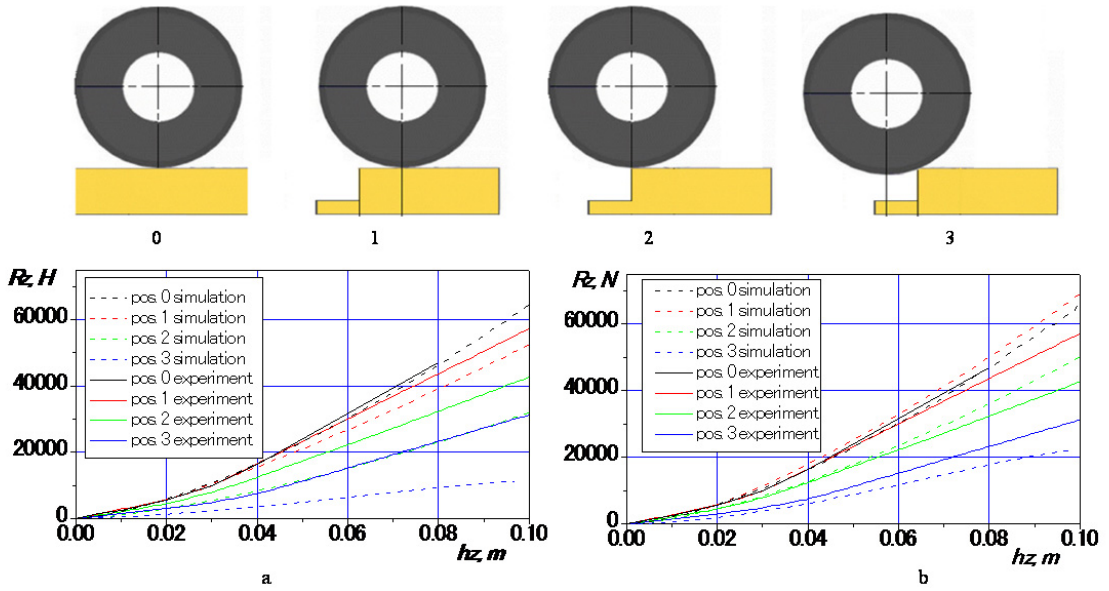 0 1 2 3
Rz, H
60000
40000
20000
0
0.00 0.02 0.04 0.06 0.08 0.10
hz, m
pos. 0 simulation
pos. 1 simulation
pos. 2 simulation
pos. 3 simulation
pos. 0 experiment
pos. 1 experiment
pos. 2 experiment
pos. 3 experiment
a
Rz, N
60000
40000
20000
0
0.00 0.02 0.04 0.06 0.08 0.10
hz, m
pos. 0 simulation
pos. 1 simulation
pos. 2 simulation
pos. 3 simulation
pos. 0 experiment
pos. 1 experiment
pos. 2 experiment
pos. 3 experiment
b